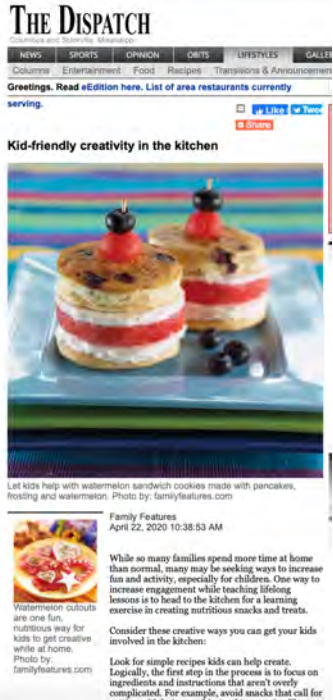 THE DISPATCH
Columbus and Starkville, Mississippi
NEWS SPORTS OPINION OBITS LIFESTYLES
Columns Entertainment Food Recipes Transitions &
Greetings. Read eEdition here. List of area restaurants currently
serving.
Like
Share
Kid-friendly creativity in the kitchen
Let kids help with watermelon sandwich cookies made with pancakes,
frosting and watermelon. Photo by: familyfeatures.com
Family Features
April 22, 2020 10:38:53 AM
Watermelon cutouts
are one fun,
nutritious way for
kids to get creative
while at home.
Photo by:
familyfeatures.com
While so many families spend more time at home
than normal, many may be seeking ways to increase
fun and activity, especially for children. One way to
increase engagement while teaching lifelong
lessons is to head to the kitchen for a learning
exercise in creating nutritious snacks and treats.
Consider these creative ways you can get your kids
involved in the kitchen:
Look for simple recipes kids can help create.
Logically, the first step in the process is to focus on
ingredients and instructions that aren't overly
complicated. For example, avoid snacks that call for